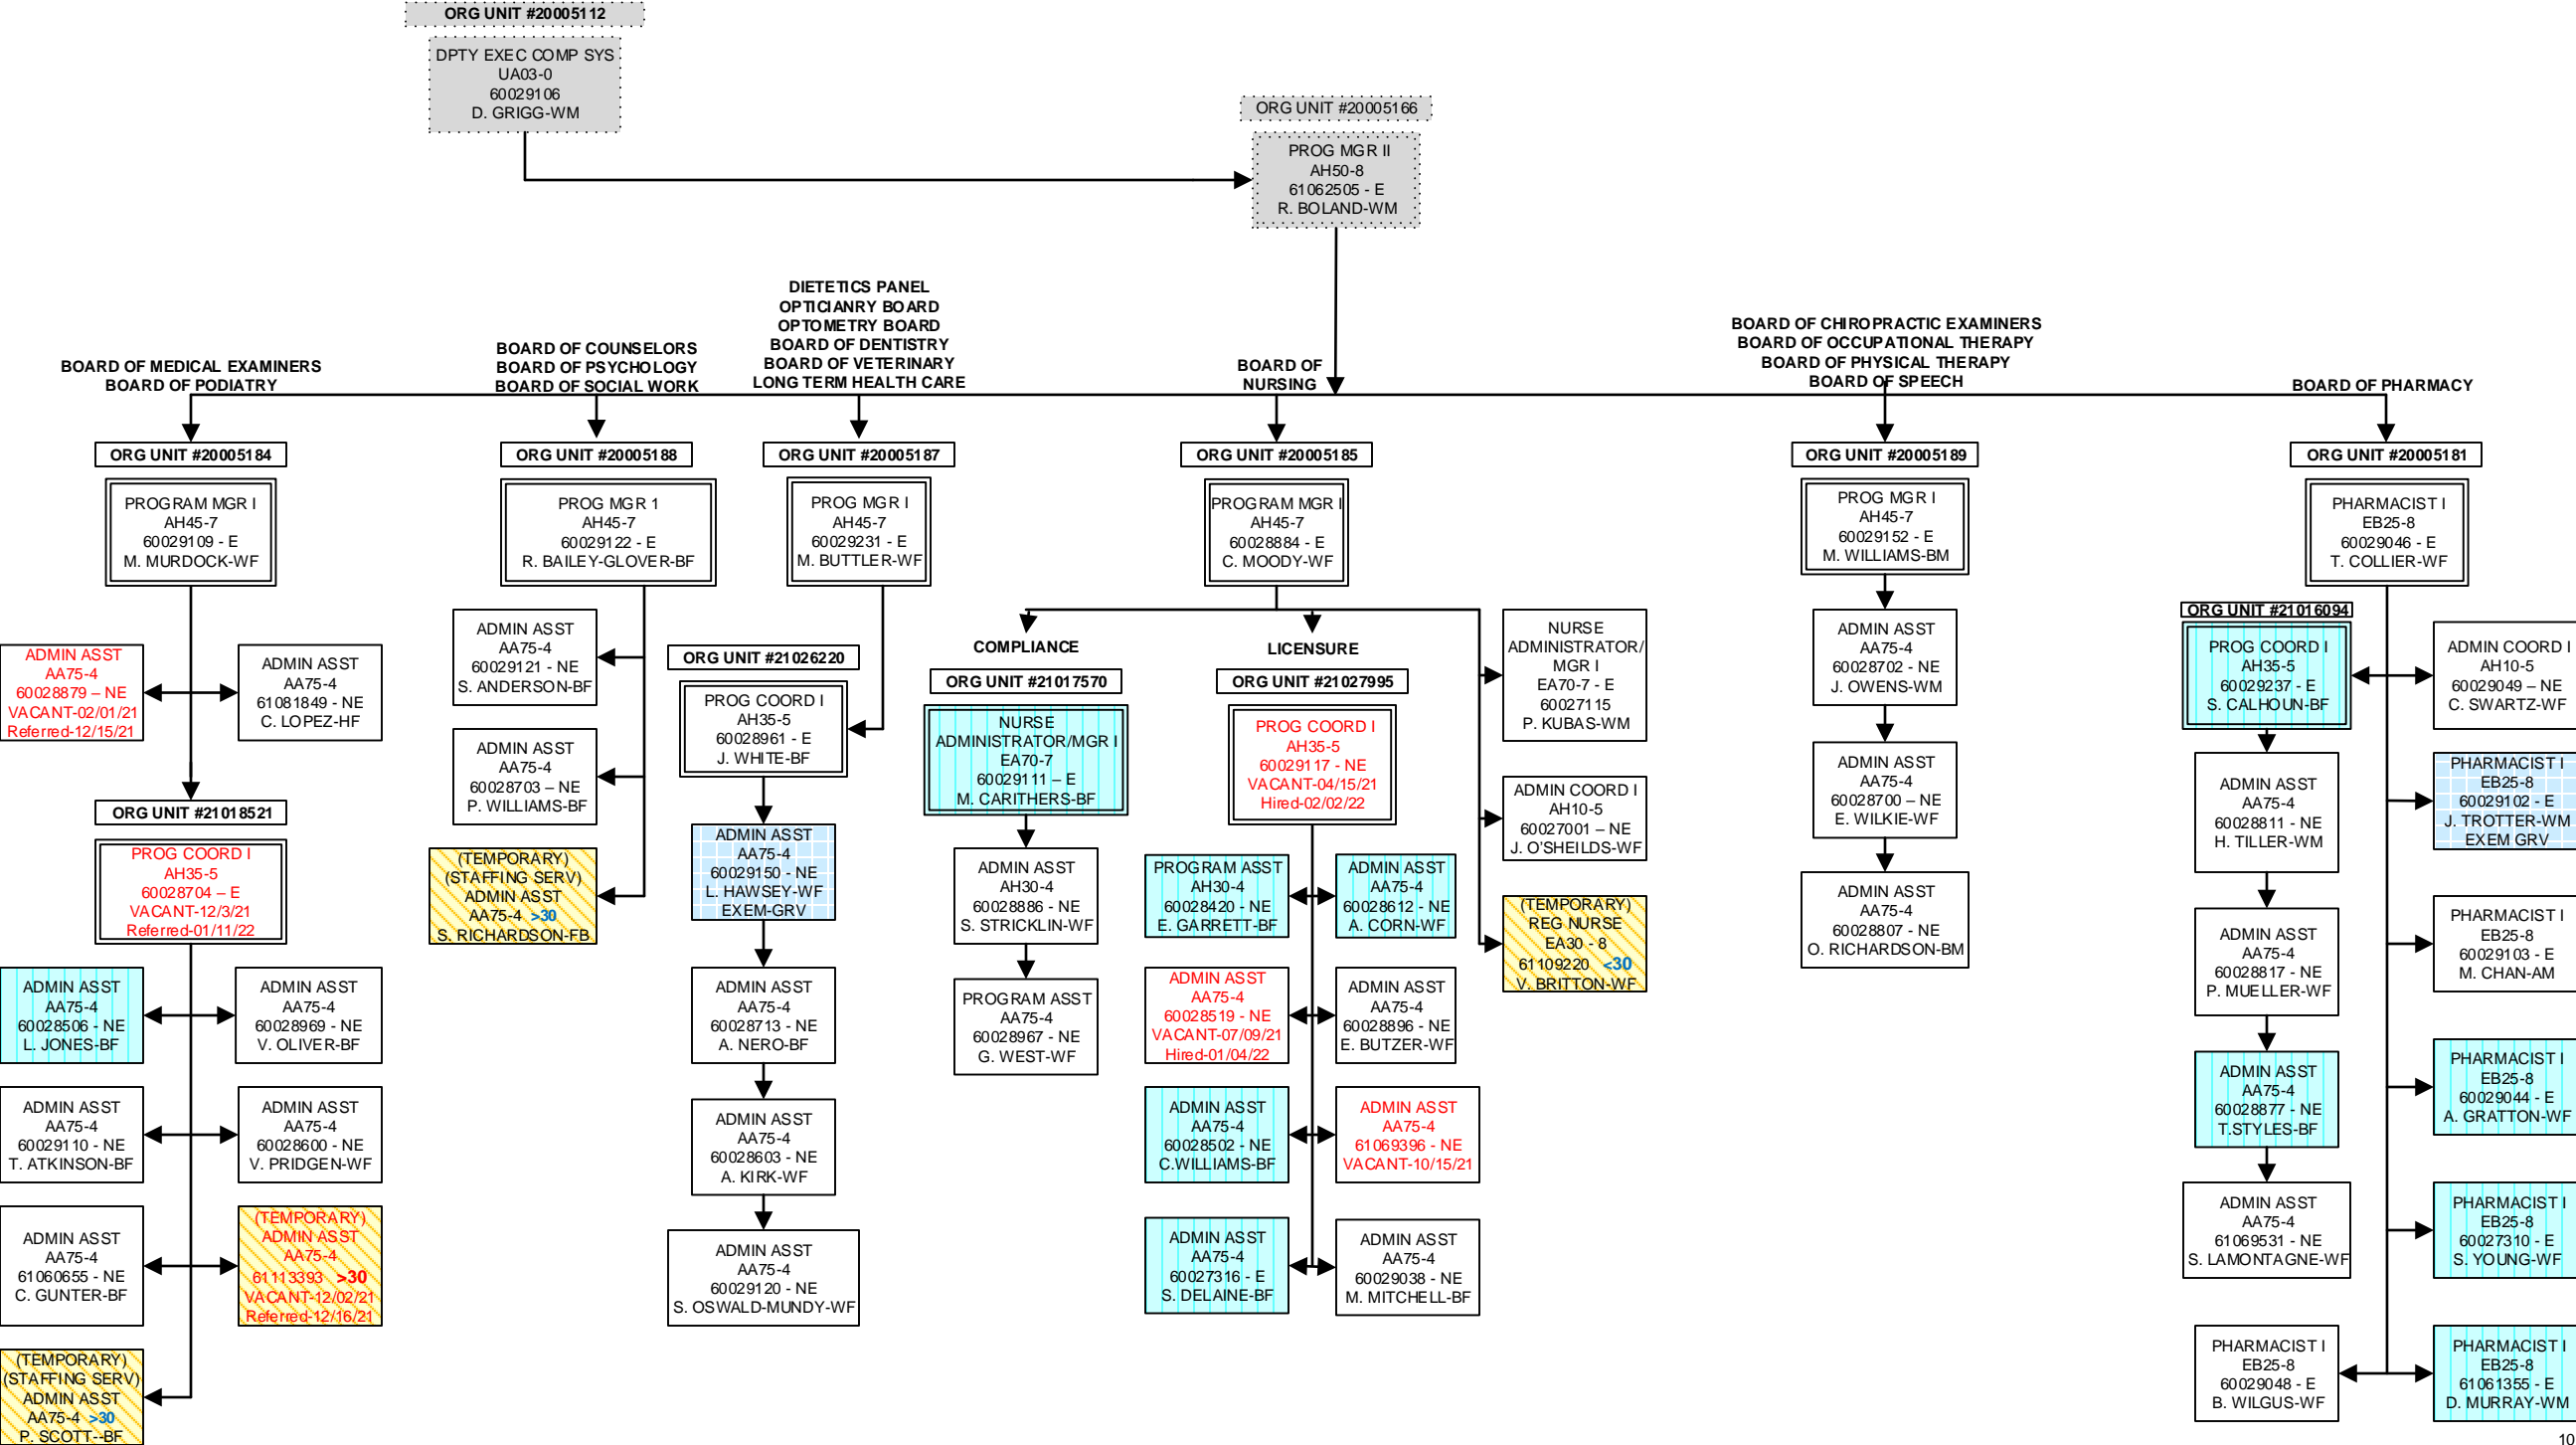 ORG UNIT #20005112
DPTY EXEC COMP SYS
UA03-0
60029106
D. GRIGG-WM
ORG UNIT #20005166
PROG MGR II
AH50-8
61062505 - E
R. BOLAND-WM
BOARD OF MEDICAL EXAMINERS
BOARD OF PODIATRY
BOARD OF COUNSELORS
BOARD OF PSYCHOLOGY
BOARD OF SOCIAL WORK
DIETETICS PANEL
OPTICIANRY BOARD
OPTOMETRY BOARD
BOARD OF DENTISTRY
BOARD OF VETERINARY
LONG TERM HEALTH CARE
BOARD OF
NURSING
BOARD OF CHIROPRACTIC EXAMINERS
BOARD OF OCCUPATIONAL THERAPY
BOARD OF PHYSICAL THERAPY
BOARD OF SPEECH
BOARD OF PHARMACY
ORG UNIT #20005184
PROGRAM MGR I
AH45-7
60029109 - E
M. MURDOCK-WF
ADMIN ASST
AA75-4
60028879 – NE
VACANT-02/01/21
Referred-12/15/21
ADMIN ASST
AA75-4
61081849 - NE
C. LOPEZ-HF
ORG UNIT #21018521
PROG COORD I
AH35-5
60028704 – E
VACANT-12/3/21
Referred-01/11/22
ADMIN ASST
AA75-4
60028506 - NE
L. JONES-BF
ADMIN ASST
AA75-4
60028969 - NE
V. OLIVER-BF
ADMIN ASST
AA75-4
60029110 - NE
T. ATKINSON-BF
ADMIN ASST
AA75-4
60028600 - NE
V. PRIDGEN-WF
ADMIN ASST
AA75-4
61060655 - NE
C. GUNTER-BF
(TEMPORARY)
ADMIN ASST
AA75-4
61113393 >30
VACANT-12/02/21
Referred-12/16/21
(TEMPORARY)
(STAFFING SERV)
ADMIN ASST
AA75-4 >30
P. SCOTT--BF
ORG UNIT #20005188
PROG MGR 1
AH45-7
60029122 - E
R. BAILEY-GLOVER-BF
ADMIN ASST
AA75-4
60029121 - NE
S. ANDERSON-BF
ADMIN ASST
AA75-4
60028703 – NE
P. WILLIAMS-BF
(TEMPORARY)
(STAFFING SERV)
ADMIN ASST
AA75-4 >30
S. RICHARDSON-FB
ORG UNIT #20005187
PROG MGR I
AH45-7
60029231 - E
M. BUTTLER-WF
ORG UNIT #21026220
PROG COORD I
AH35-5
60028961 - E
J. WHITE-BF
ADMIN ASST
AA75-4
60029150 - NE
L. HAWSEY-WF
EXEM-GRV
ADMIN ASST
AA75-4
60028713 - NE
A. NERO-BF
ADMIN ASST
AA75-4
60028603 - NE
A. KIRK-WF
ADMIN ASST
AA75-4
60029120 - NE
S. OSWALD-MUNDY-WF
ORG UNIT #20005185
PROGRAM MGR I
AH45-7
60028884 - E
C. MOODY-WF
COMPLIANCE
ORG UNIT #21017570
NURSE
ADMINISTRATOR/MGR I
EA70-7
60029111 – E
M. CARITHERS-BF
ADMIN ASST
AH30-4
60028886 - NE
S. STRICKLIN-WF
PROGRAM ASST
AA75-4
60028967 - NE
G. WEST-WF
LICENSURE
ORG UNIT #21027995
PROG COORD I
AH35-5
60029117 - NE
VACANT-04/15/21
Hired-02/02/22
PROGRAM ASST
AH30-4
60028420 - NE
E. GARRETT-BF
ADMIN ASST
AA75-4
60028612 - NE
A. CORN-WF
ADMIN ASST
AA75-4
60028519 - NE
VACANT-07/09/21
Hired-01/04/22
ADMIN ASST
AA75-4
60028896 - NE
E. BUTZER-WF
ADMIN ASST
AA75-4
60028502 - NE
C.WILLIAMS-BF
ADMIN ASST
AA75-4
61069396 - NE
VACANT-10/15/21
ADMIN ASST
AA75-4
60027316 - E
S. DELAINE-BF
ADMIN ASST
AA75-4
60029038 - NE
M. MITCHELL-BF
NURSE
ADMINISTRATOR/
MGR I
EA70-7 - E
60027115
P. KUBAS-WM
ADMIN COORD I
AH10-5
60027001 – NE
J. O'SHEILDS-WF
(TEMPORARY)
REG NURSE
EA30 - 8
61109220 <30
V. BRITTON-WF
ORG UNIT #20005189
PROG MGR I
AH45-7
60029152 - E
M. WILLIAMS-BM
ADMIN ASST
AA75-4
60028702 - NE
J. OWENS-WM
ADMIN ASST
AA75-4
60028700 – NE
E. WILKIE-WF
ADMIN ASST
AA75-4
60028807 - NE
O. RICHARDSON-BM
ORG UNIT #20005181
PHARMACIST I
EB25-8
60029046 - E
T. COLLIER-WF
ORG UNIT #21016094
PROG COORD I
AH35-5
60029237 - E
S. CALHOUN-BF
ADMIN ASST
AA75-4
60028811 - NE
H. TILLER-WM
ADMIN ASST
AA75-4
60028817 - NE
P. MUELLER-WF
ADMIN ASST
AA75-4
60028877 - NE
T.STYLES-BF
ADMIN ASST
AA75-4
61069531 - NE
S. LAMONTAGNE-WF
PHARMACIST I
EB25-8
60029048 - E
B. WILGUS-WF
ADMIN COORD I
AH10-5
60029049 – NE
C. SWARTZ-WF
PHARMACIST I
EB25-8
60029102 - E
J. TROTTER-WM
EXEM GRV
PHARMACIST I
EB25-8
60029103 - E
M. CHAN-AM
PHARMACIST I
EB25-8
60029044 - E
A. GRATTON-WF
PHARMACIST I
EB25-8
60027310 - E
S. YOUNG-WF
PHARMACIST I
EB25-8
61061355 - E
D. MURRAY-WM
10